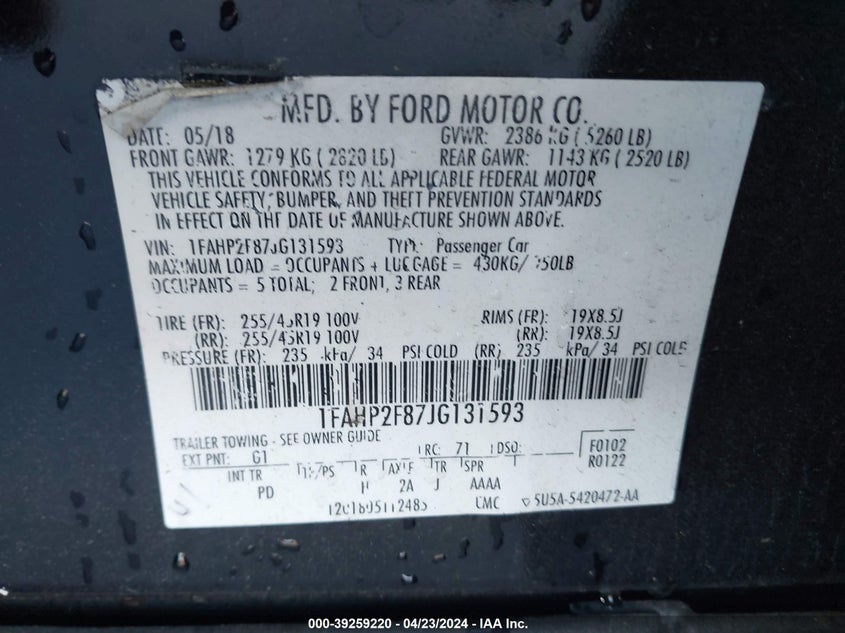 MFD. BY FORD MOTOR CO.
DATE: 05/18 GVWR: 2386 KG ( 5260 LB)
FRONT GAWR: 1279 KG ( 2820 LB) REAR GAWR: 1143 KG ( 2520 LB)
THIS VEHICLE CONFORMS TO ALL APPLICABLE FEDERAL MOTOR
VEHICLE SAFETY, BUMPER, AND THEFT PREVENTION STANDARDS
IN EFFECT ON THE DATE OF MANUFACTURE SHOWN ABOVE.
VIN: 1FAHP2F87JG131593 TYPE: Passenger Car
MAXIMUM LOAD = OCCUPANTS + LUGGAGE = 430KG/ 950LB
OCCUPANTS = 5 TOTAL; 2 FRONT, 3 REAR
TIRE (FR): 255/45R19 100V RIMS (FR): 19X8.5J
(RR): 255/45R19 100V (RR): 19X8.5J
PRESSURE (FR): 235 kPa/ 34 PSI COLD (RR) 235 kPa/ 34 PSI COLD
1FAHP2F87JG131593
TRAILER TOWING - SEE OWNER GUIDE
EXT PNT: G1 RC: 71 DSO: F0102
R0122
INT TR TP/PS R AXLE TR SPR
PD H 2A J AAAA
LMC 5U5A-5420472-AA
000-39259220 - 04/23/2024 - IAA Inc.